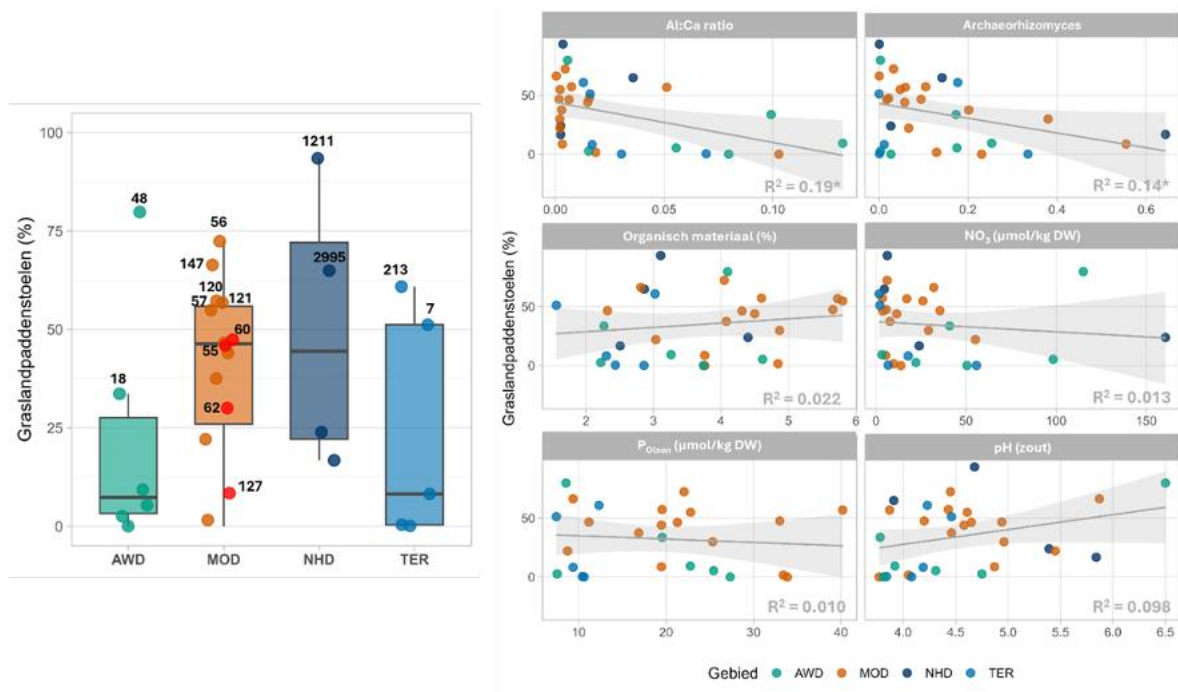 Graslandpaddenstoelen (%)
100
75
50
25
0
48
18
56
147
120
57
121
60
55
62
127
1211
2995
213
7
AWD MOD NHD TER
Graslandpaddenstoelen (%)
Al:Ca ratio
50
0
R² = 0.19*
0.00 0.05 0.10
Archaeorhizomyces
R² = 0.14*
0.0 0.2 0.4 0.6
Organisch materiaal (%)
50
0
R² = 0.022
2 3 4 5 6
NO₃ (µmol/kg DW)
R² = 0.013
0 50 100 150
P Olsen (µmol/kg DW)
50
0
R² = 0.010
10 20 30 40
pH (zout)
R² = 0.098
4.0 4.5 5.0 5.5 6.0 6.5
Gebied AWD MOD NHD TER